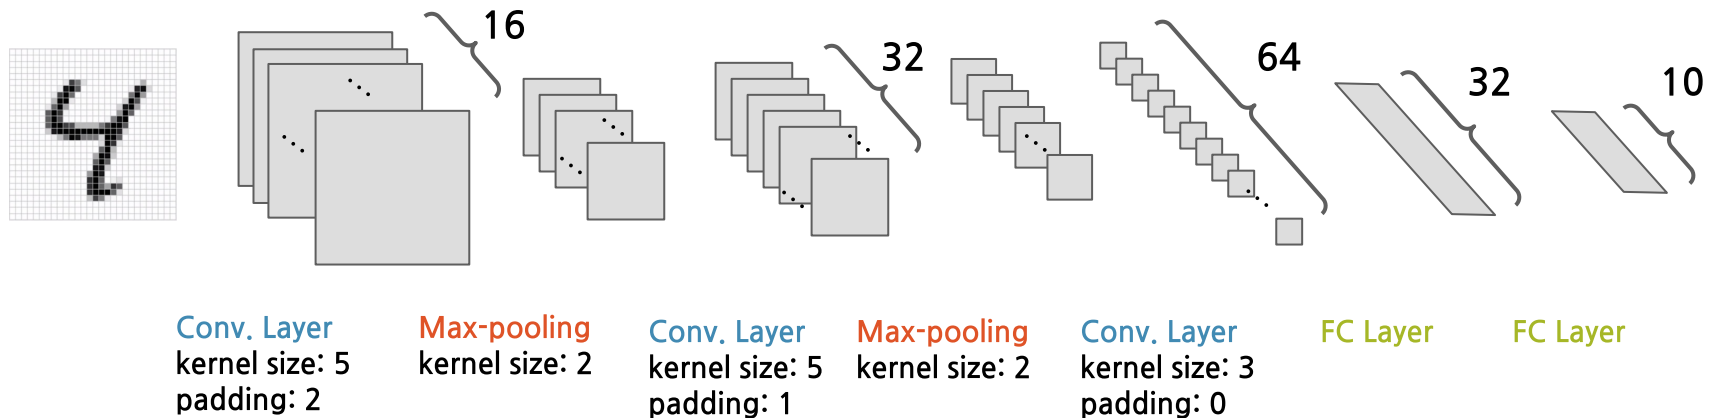 16
32
64
32
10
Conv. Layer
kernel size: 5
padding: 2
Max-pooling
kernel size: 2
Conv. Layer
kernel size: 5
padding: 1
Max-pooling
kernel size: 2
Conv. Layer
kernel size: 3
padding: 0
FC Layer
FC Layer